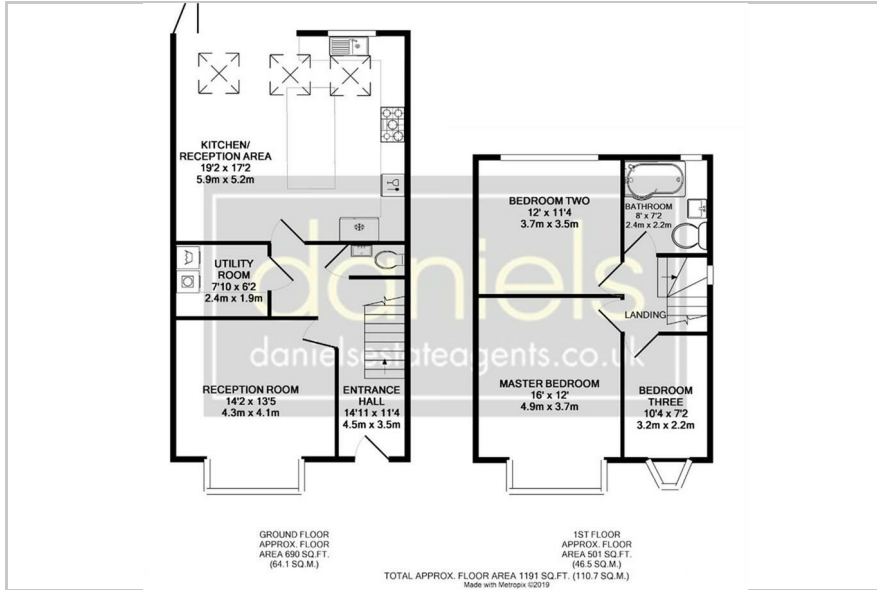 KITCHEN/
RECEPTION AREA
19'2 x 17'2
5.9m x 5.2m
UTILITY
ROOM
7'10 x 6'2
2.4m x 1.9m
RECEPTION ROOM
14'2 x 13'5
4.3m x 4.1m
ENTRANCE
HALL
14'11 x 11'4
4.5m x 3.5m
BEDROOM TWO
12' x 11'4
3.7m x 3.5m
BATHROOM
8' x 7'2
2.4m x 2.2m
LANDING
MASTER BEDROOM
16' x 12'
4.9m x 3.7m
BEDROOM
THREE
10'4 x 7'2
3.2m x 2.2m
daniels
danielsestateagents.co.uk
GROUND FLOOR
APPROX. FLOOR
AREA 690 SQ.FT.
(64.1 SQ.M.)
1ST FLOOR
APPROX. FLOOR
AREA 501 SQ.FT.
(46.5 SQ.M.)
TOTAL APPROX. FLOOR AREA 1191 SQ.FT. (110.7 SQ.M.)
Made with Metropix ©2019